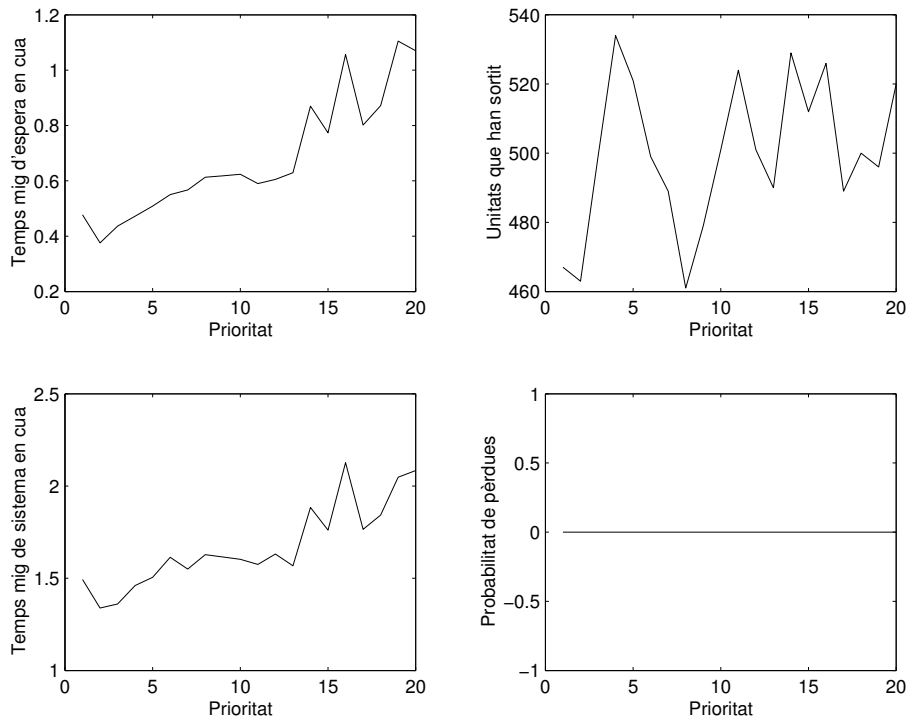 Temps mig d'espera en cua
1.2
1
0.8
0.6
0.4
0.2
0 5 10 15 20
Prioritat
Unitats que han sortit
540
520
500
480
460
0 5 10 15 20
Prioritat
Temps mig de sistema en cua
2.5
2
1.5
1
0 5 10 15 20
Prioritat
Probabilitat de pèrdues
1
0.5
0
−0.5
−1
0 5 10 15 20
Prioritat